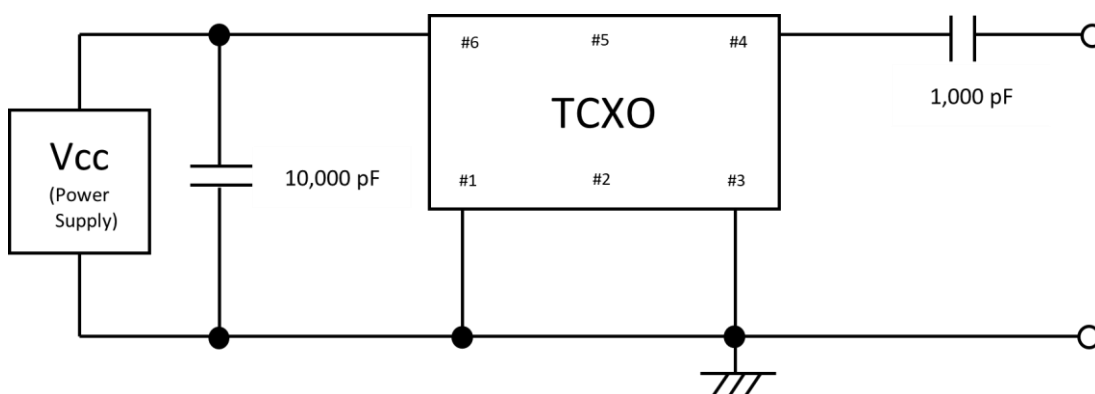 #6
#5
#4
TCXO
1,000 pF
Vcc
(Power
Supply)
10,000 pF
#1
#2
#3